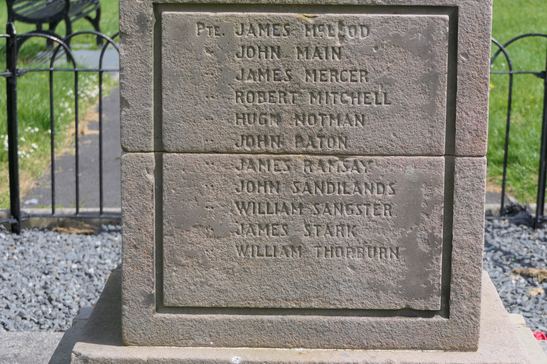 PTE. JAMES McLEOD
" JOHN MAIN
" JAMES MERCER
" ROBERT MITCHELL
" HUGH NOTMAN
" JOHN PATON
" JAMES RAMSAY
" JOHN SANDILANDS
" WILLIAM SANGSTER
" JAMES STARK
" WILLIAM THORBURN